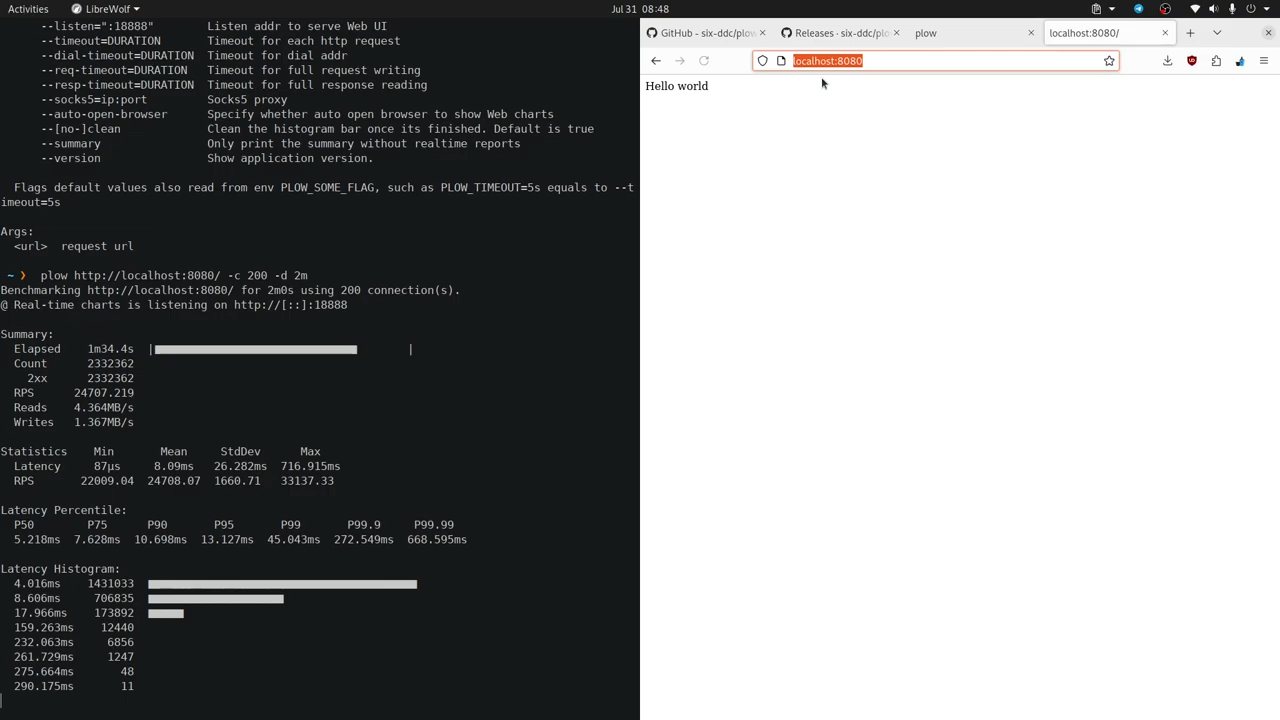 Activities LibreWolf Jul 31 08:48
--listen=":18888" Listen addr to serve Web UI
--timeout=DURATION Timeout for each http request
--dial-timeout=DURATION Timeout for dial addr
--req-timeout=DURATION Timeout for full request writing
--resp-timeout=DURATION Timeout for full response reading
--socks5=ip:port Socks5 proxy
--auto-open-browser Specify whether auto open browser to show Web charts
--[no-]clean Clean the histogram bar once its finished. Default is true
--summary Only print the summary without realtime reports
--version Show application version.
Flags default values also read from env PLOW_SOME_FLAG, such as PLOW_TIMEOUT=5s equals to --t
imeout=5s
Args:
<url> request url
~ ❯ plow http://localhost:8080/ -c 200 -d 2m
Benchmarking http://localhost:8080/ for 2m0s using 200 connection(s).
@ Real-time charts is listening on http://[::]:18888
Summary:
Elapsed 1m34.4s | |
Count 2332362
2xx 2332362
RPS 24707.219
Reads 4.364MB/s
Writes 1.367MB/s
Statistics Min Mean StdDev Max
Latency 87µs 8.09ms 26.282ms 716.915ms
RPS 22009.04 24708.07 1660.71 33137.33
Latency Percentile:
P50 P75 P90 P95 P99 P99.9 P99.99
5.218ms 7.628ms 10.698ms 13.127ms 45.043ms 272.549ms 668.595ms
Latency Histogram:
4.016ms 1431033
8.606ms 706835
17.966ms 173892
159.263ms 12440
232.063ms 6856
261.729ms 1247
275.664ms 48
290.175ms 11
GitHub - six-ddc/plow Releases · six-ddc/plo plow localhost:8080/
localhost:8080
Hello world